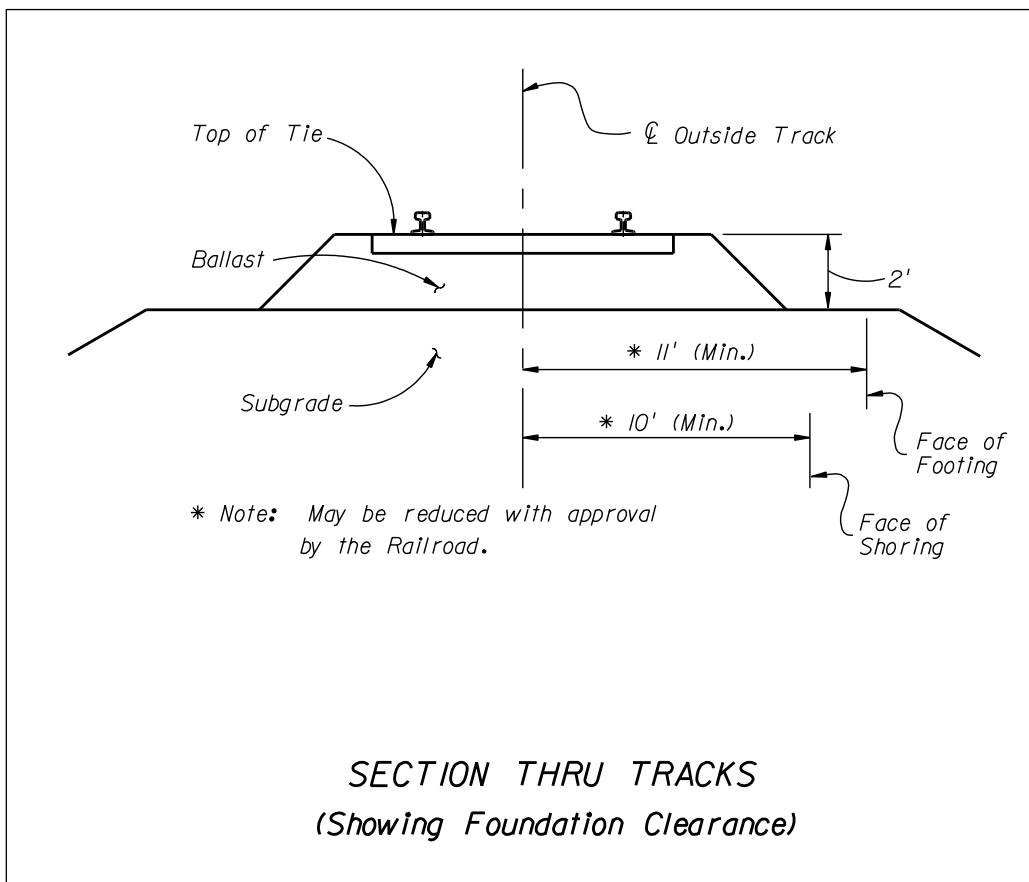 Top of Tie
℄ Outside Track
Ballast
2'
* 11' (Min.)
Subgrade
* 10' (Min.)
Face of
Footing
* Note: May be reduced with approval
by the Railroad.
Face of
Shoring
SECTION THRU TRACKS
(Showing Foundation Clearance)